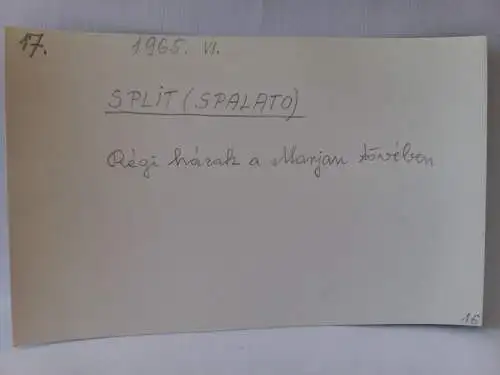 17.
1965. VI.
SPLIT (SPALATO)
Régi házak a Marjan tövében
16